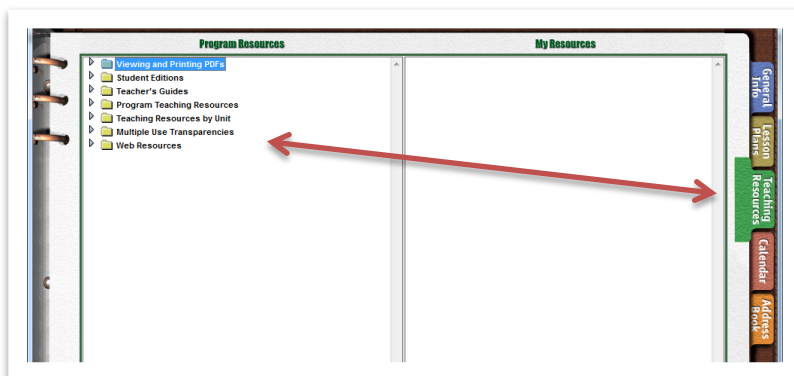 Program Resources
My Resources
Viewing and Printing PDFs
Student Editions
Teacher's Guides
Program Teaching Resources
Teaching Resources by Unit
Multiple Use Transparencies
Web Resources
General
Info
Lesson
Plans
Teaching
Resources
Calendar
Address
Book